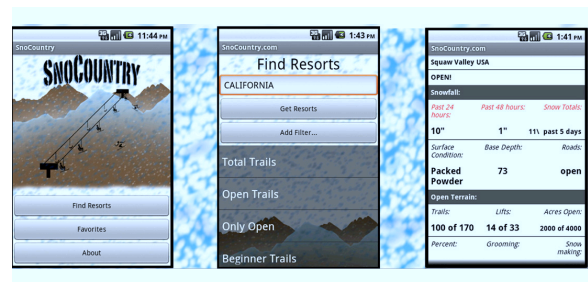 11:44 PM
SnoCountry
SNOCOUNTRY
Find Resorts
Favorites
About
1:43 PM
SnoCountry.com
Find Resorts
CALIFORNIA
Get Resorts
Add Filter...
Total Trails
Open Trails
Only Open
Beginner Trails
1:41 PM
SnoCountry.com
Squaw Valley USA
OPEN!
Snowfall:
Past 24 hours: Past 48 hours: Snow Totals:
10" 1" 11\ past 5 days
Surface Condition: Base Depth: Roads:
Packed Powder 73 open
Open Terrain:
Trails: Lifts: Acres Open:
100 of 170 14 of 33 2000 of 4000
Percent: Grooming: Snow making: